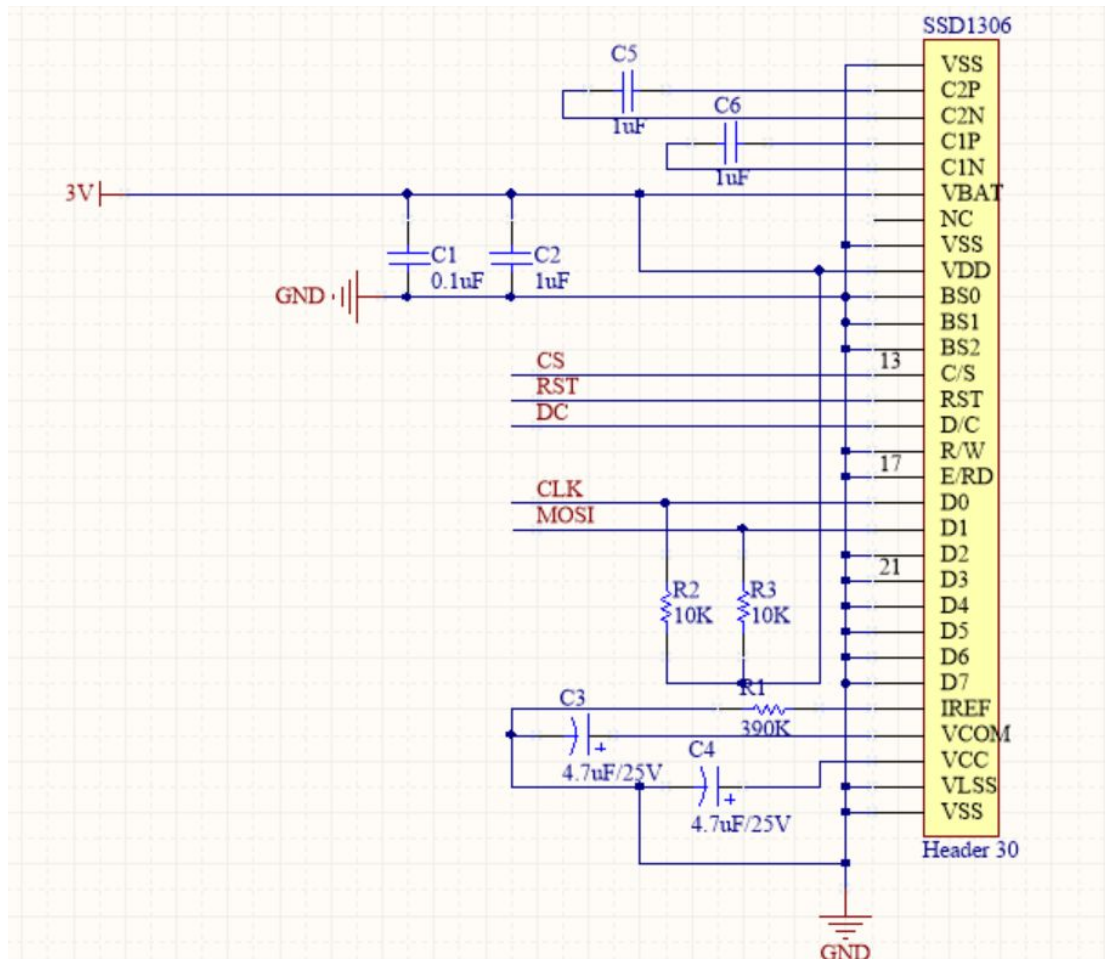 SSD1306
VSS
C5
C2P
1uF
C2N
C6
C1P
1uF
C1N
3V
VBAT
NC
VSS
C1
0.1uF
C2
1uF
VDD
GND
BS0
BS1
BS2
CS
13
C/S
RST
RST
DC
D/C
R/W
17
E/RD
CLK
D0
MOSI
D1
D2
21
D3
R2
10K
R3
10K
D4
D5
D6
D7
R1
390K
IREF
C3
4.7uF/25V
VCOM
C4
4.7uF/25V
VCC
VLSS
VSS
Header 30
GND